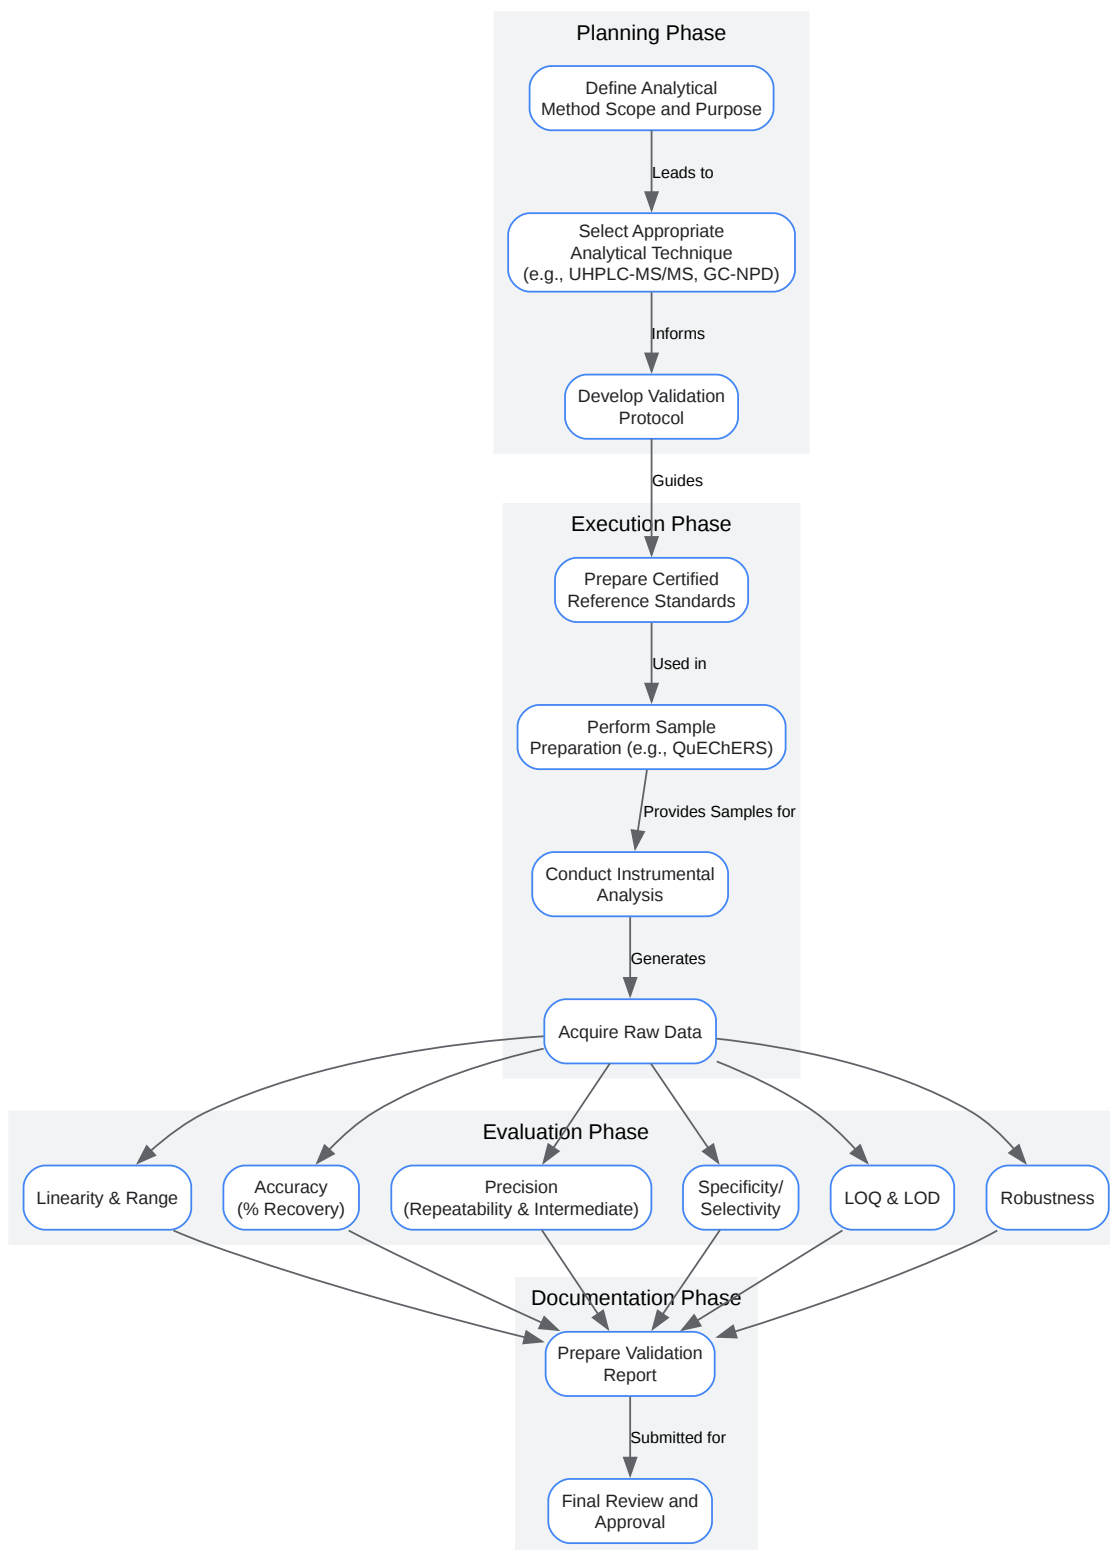 Planning Phase
Define Analytical
Method Scope and Purpose
Leads to
Select Appropriate
Analytical Technique
(e.g., UHPLC-MS/MS, GC-NPD)
Informs
Develop Validation
Protocol
Guides
Execution Phase
Prepare Certified
Reference Standards
Used in
Perform Sample
Preparation (e.g., QuEChERS)
Provides Samples for
Conduct Instrumental
Analysis
Generates
Acquire Raw Data
Evaluation Phase
Linearity & Range
Accuracy
(% Recovery)
Precision
(Repeatability & Intermediate)
Specificity/
Selectivity
LOQ & LOD
Robustness
Documentation Phase
Prepare Validation
Report
Submitted for
Final Review and
Approval